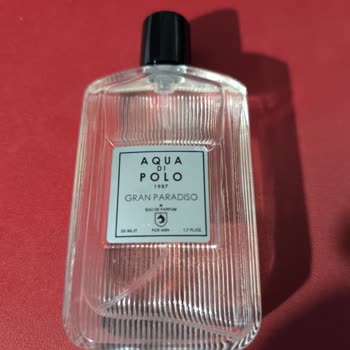 AQUA
DI
POLO
1987
GRAN PARADISO
EAU DE PARFUM
50 ML.℮ FOR MEN 1.7 FL.OZ.